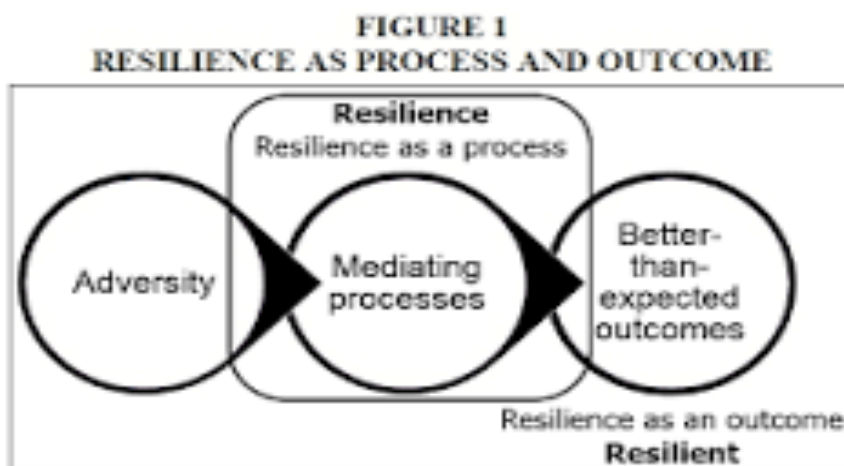 FIGURE 1
RESILIENCE AS PROCESS AND OUTCOME
Resilience
Resilience as a process
Adversity
Mediating
processes
Better-
than-
expected
outcomes
Resilience as an outcome
Resilient